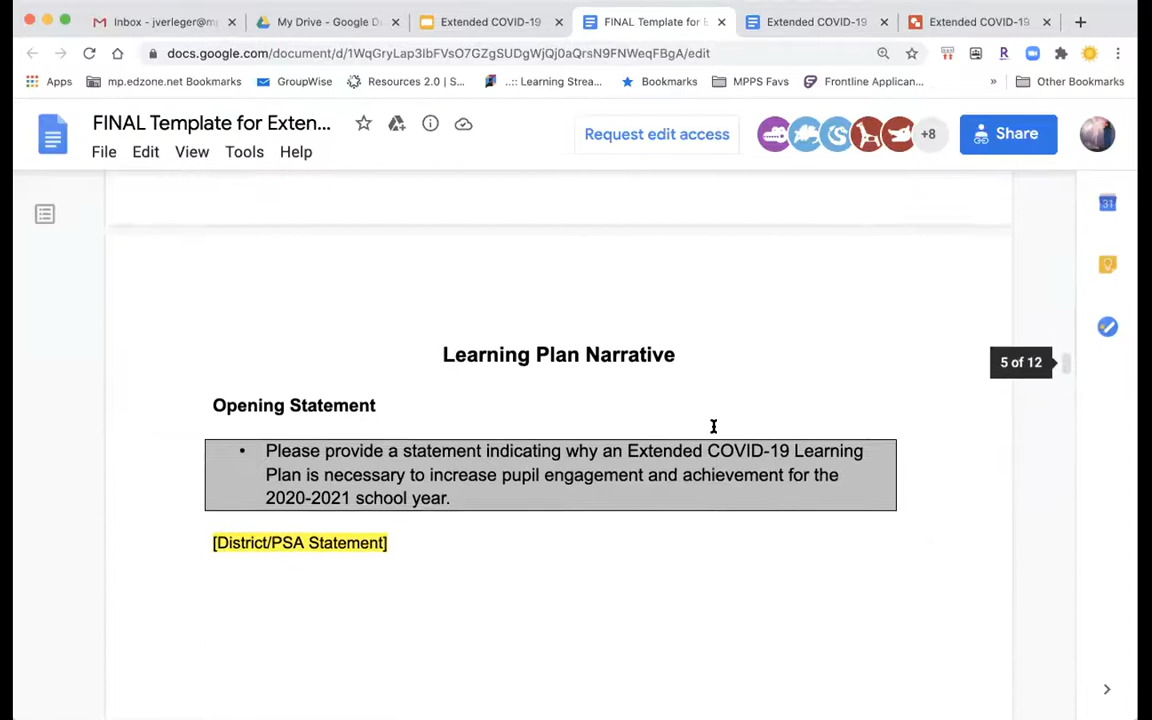 Inbox - jverleger@m
My Drive - Google D
Extended COVID-19
FINAL Template for E
Extended COVID-19
Extended COVID-19
docs.google.com/document/d/1WqGryLap3IbFVsO7GZgSUDgWjQj0aQrsN9FNWeqFBgA/edit
Apps
mp.edzone.net Bookmarks
GroupWise
Resources 2.0 | S...
..:: Learning Strea...
Bookmarks
MPPS Favs
Frontline Applican...
»
Other Bookmarks
FINAL Template for Exten...
File Edit View Tools Help
Request edit access
+8
Share
31
Learning Plan Narrative
5 of 12
Opening Statement
• Please provide a statement indicating why an Extended COVID-19 Learning
Plan is necessary to increase pupil engagement and achievement for the
2020-2021 school year.
[District/PSA Statement]